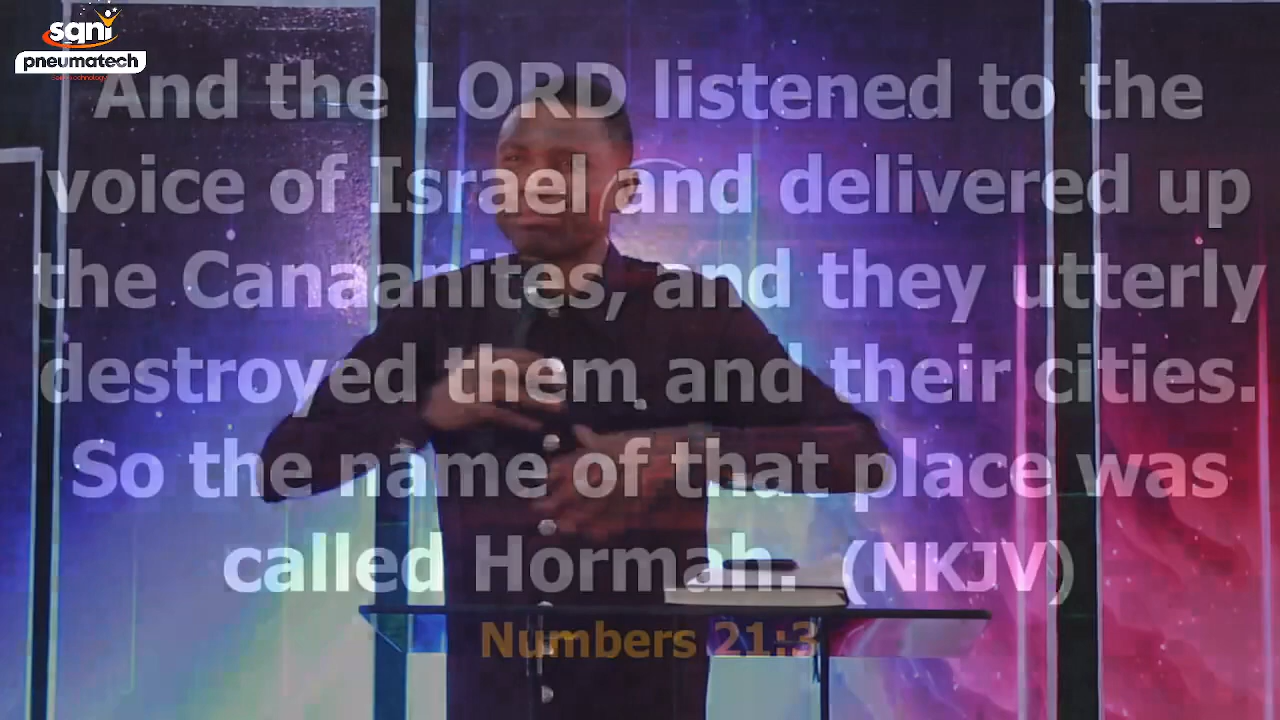 sqni
pneumatech
And the LORD listened to the
voice of Israel and delivered up
the Canaanites, and they utterly
destroyed them and their cities.
So the name of that place was
called Hormah. (NKJV)
Numbers 21:3